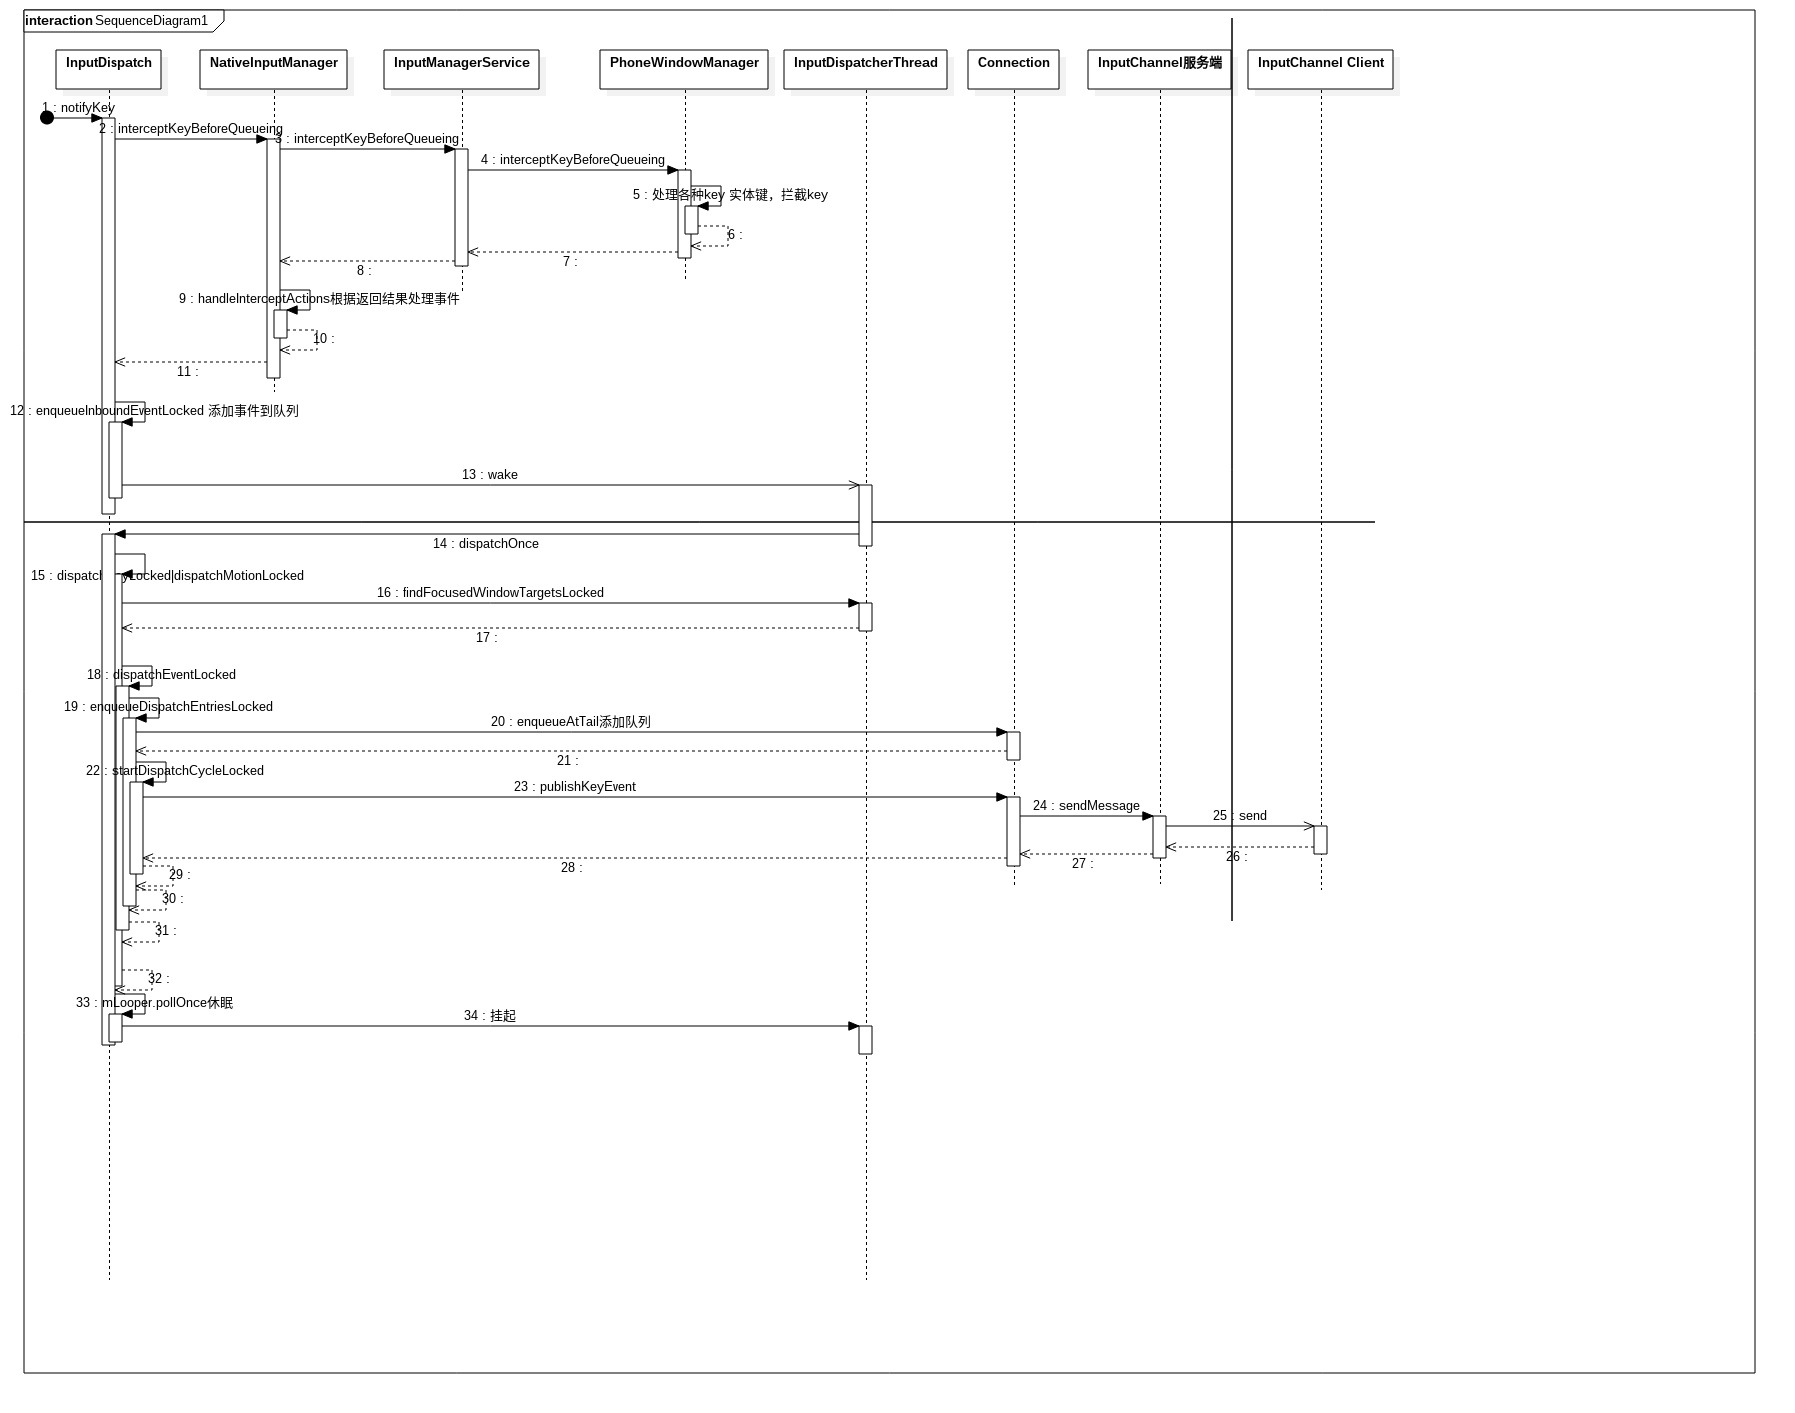 interaction SequenceDiagram1
InputDispatch
NativeInputManager
InputManagerService
PhoneWindowManager
InputDispatcherThread
Connection
InputChannel服务端
InputChannel Client
1 : notifyKey
2 : interceptKeyBeforeQueueing
3 : interceptKeyBeforeQueueing
4 : interceptKeyBeforeQueueing
5 : 处理各种key 实体键，拦截key
6 :
7 :
8 :
9 : handleInterceptActions根据返回结果处理事件
10 :
11 :
12 : enqueueInboundEventLocked 添加事件到队列
13 : wake
14 : dispatchOnce
15 : dispatchKeyLocked|dispatchMotionLocked
16 : findFocusedWindowTargetsLocked
17 :
18 : dispatchEventLocked
19 : enqueueDispatchEntriesLocked
20 : enqueueAtTail添加队列
21 :
22 : startDispatchCycleLocked
23 : publishKeyEvent
24 : sendMessage
25 : send
26 :
27 :
28 :
29 :
30 :
31 :
32 :
33 : mLooper.pollOnce休眠
34 : 挂起